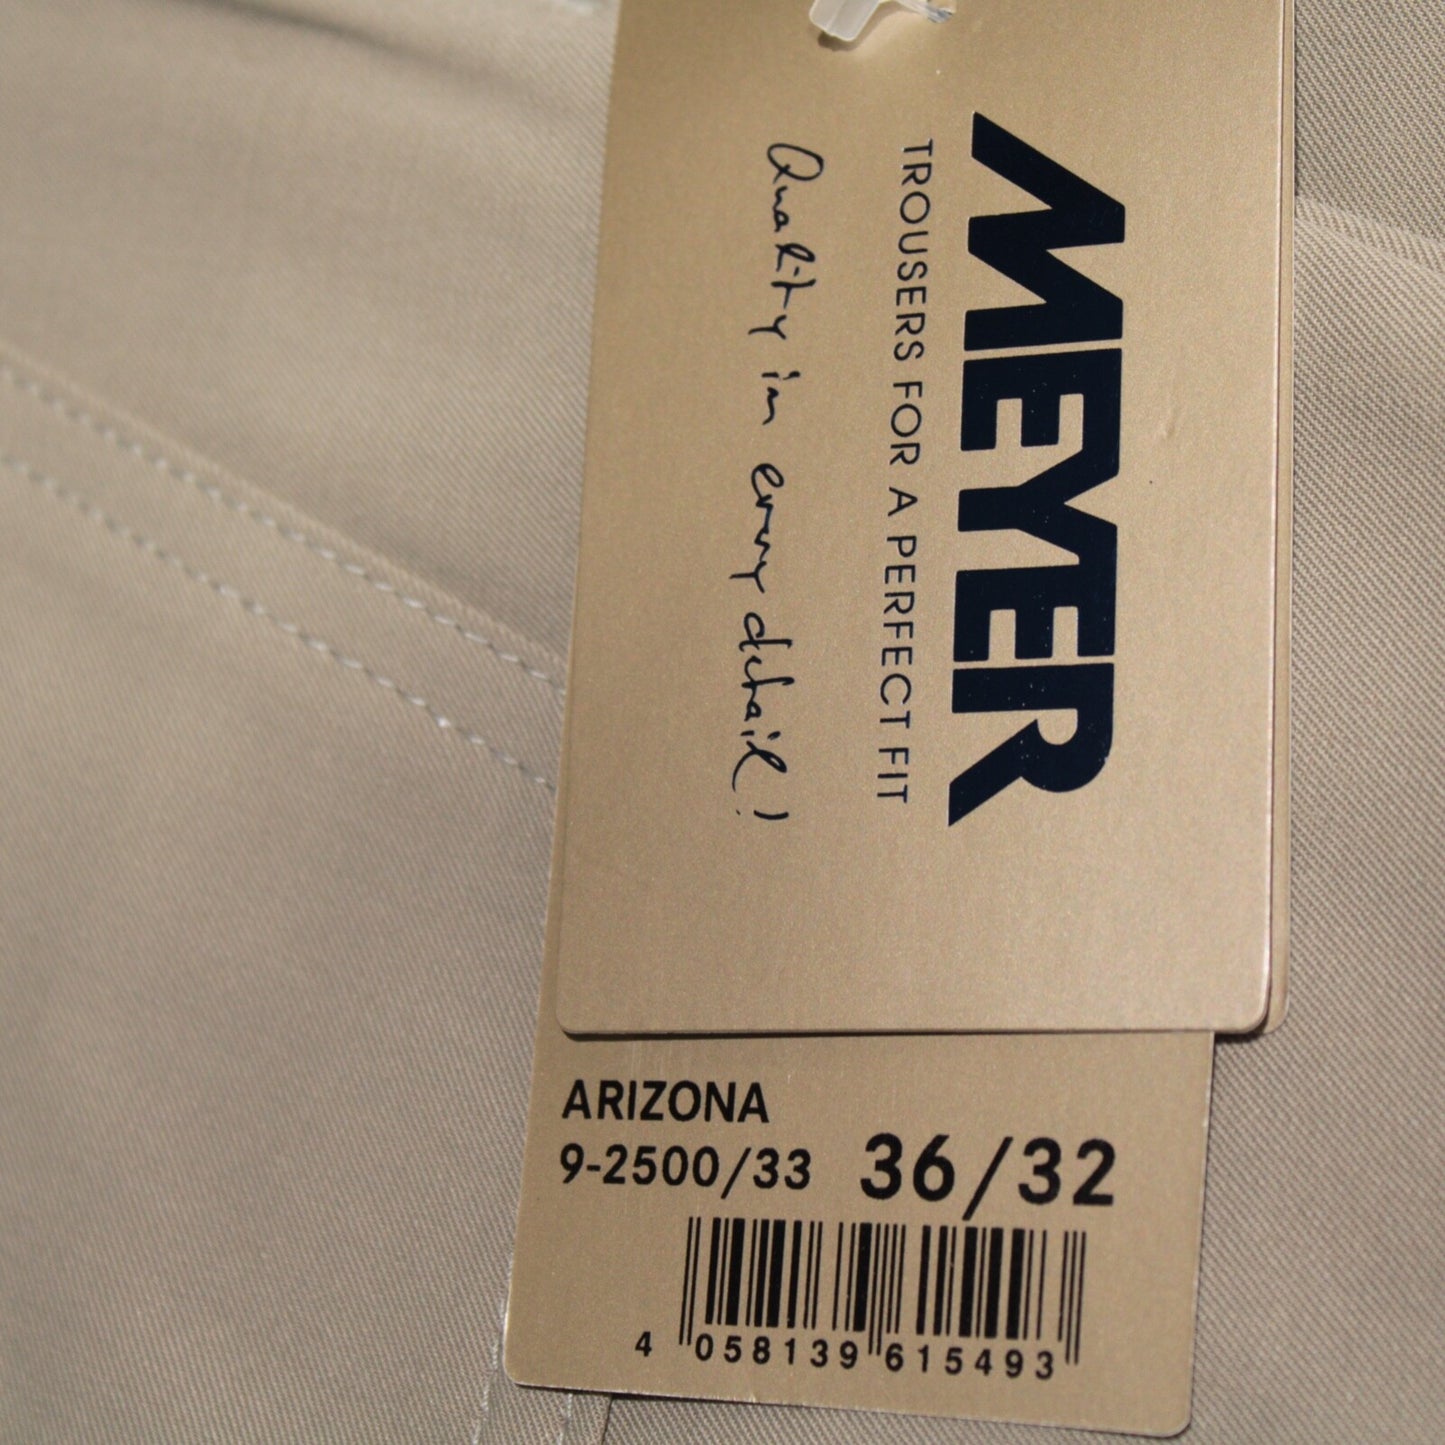 MEYER
TROUSERS FOR A PERFECT FIT
Quality in every detail!
ARIZONA
9-2500/33 36/32
4 058139 615493